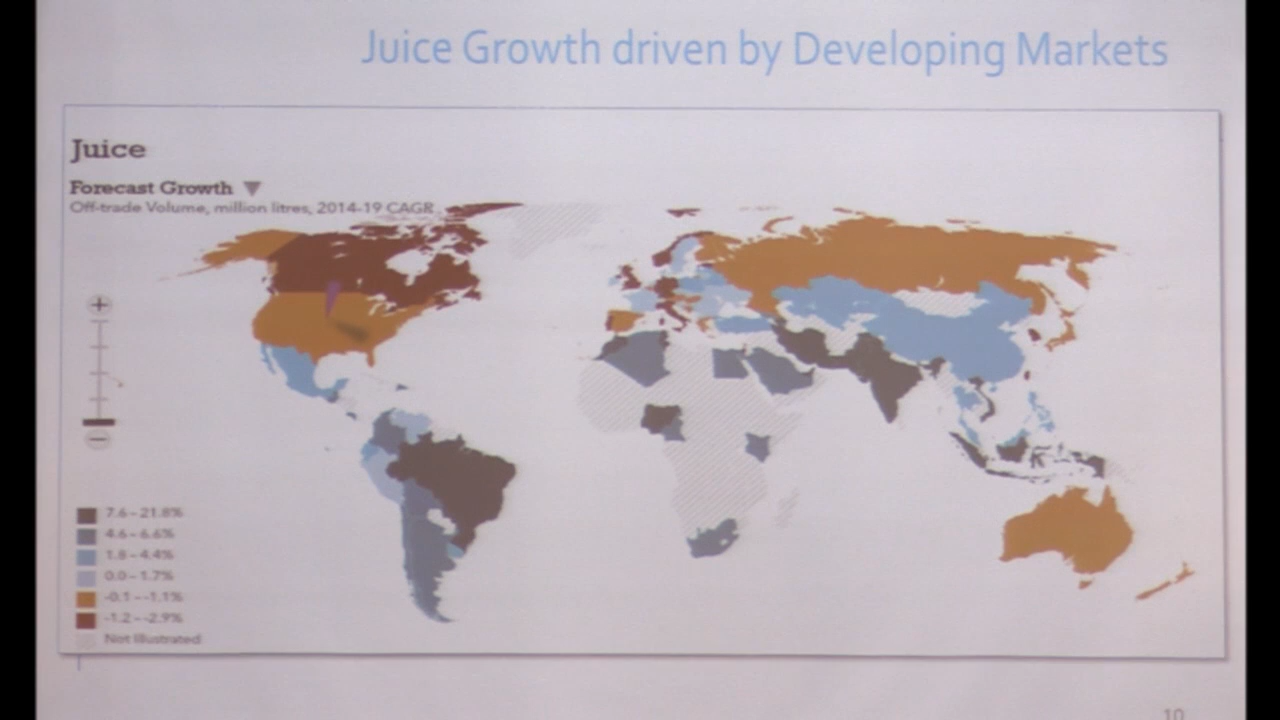 Juice Growth driven by Developing Markets
Juice
Forecast Growth
Off-trade Volume, million litres, 2014-19 CAGR
+
−
7.6 – 21.8%
4.6 – 6.6%
1.8 – 4.4%
0.0 – 1.7%
-0.1 – -1.1%
-1.2 – -2.9%
Not Illustrated
10